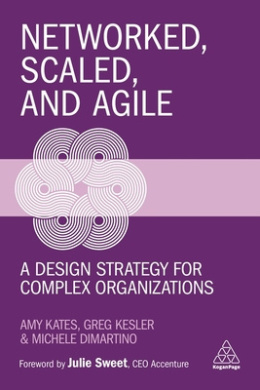 NETWORKED,
SCALED,
AND AGILE
A DESIGN STRATEGY FOR
COMPLEX ORGANIZATIONS
AMY KATES, GREG KESLER
& MICHELE DIMARTINO
Foreword by Julie Sweet, CEO Accenture
KoganPage